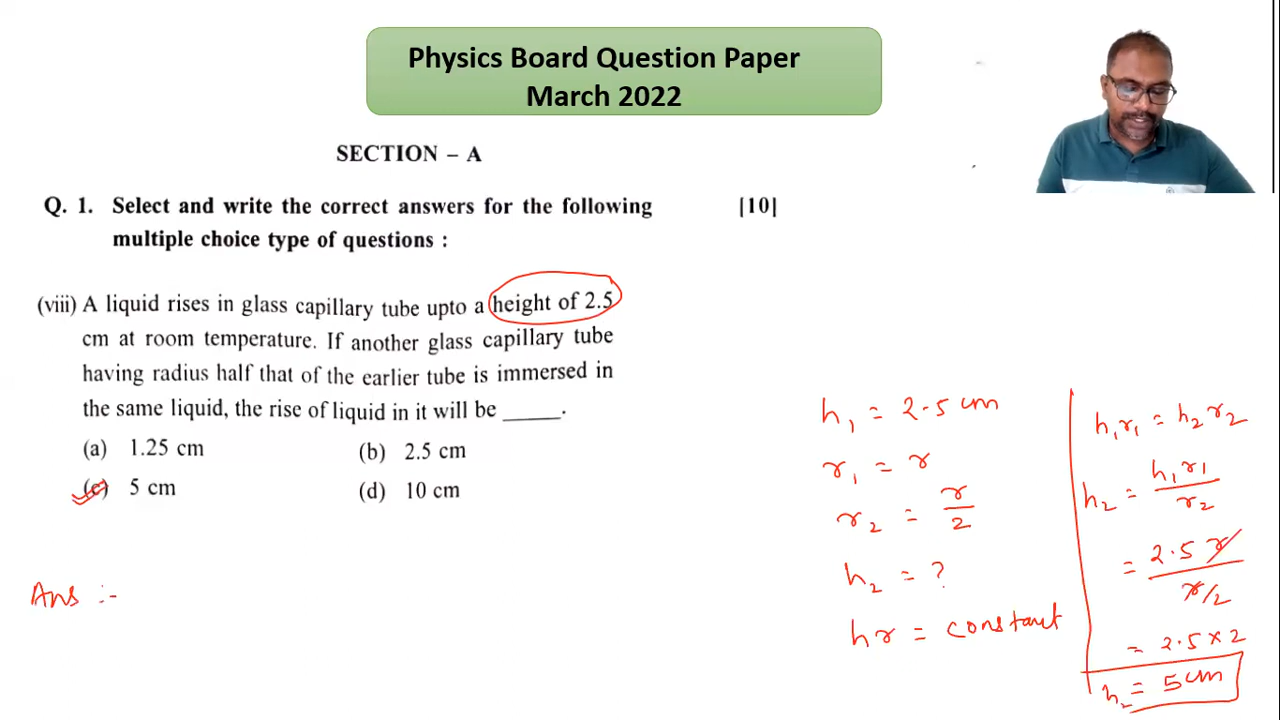 Physics Board Question Paper
March 2022
SECTION – A
Q. 1. Select and write the correct answers for the following [10]
multiple choice type of questions :
(viii) A liquid rises in glass capillary tube upto a height of 2.5
cm at room temperature. If another glass capillary tube
having radius half that of the earlier tube is immersed in
the same liquid, the rise of liquid in it will be _____.
(a) 1.25 cm (b) 2.5 cm
(c) 5 cm (d) 10 cm
Ans :-
h₁ = 2.5 cm
r₁ = r
r₂ = r/2
h₂ = ?
hr = constant
h₁r₁ = h₂r₂
h₂ = h₁r₁/r₂
= 2.5 r/r/2
= 2.5 × 2
h₂ = 5 cm